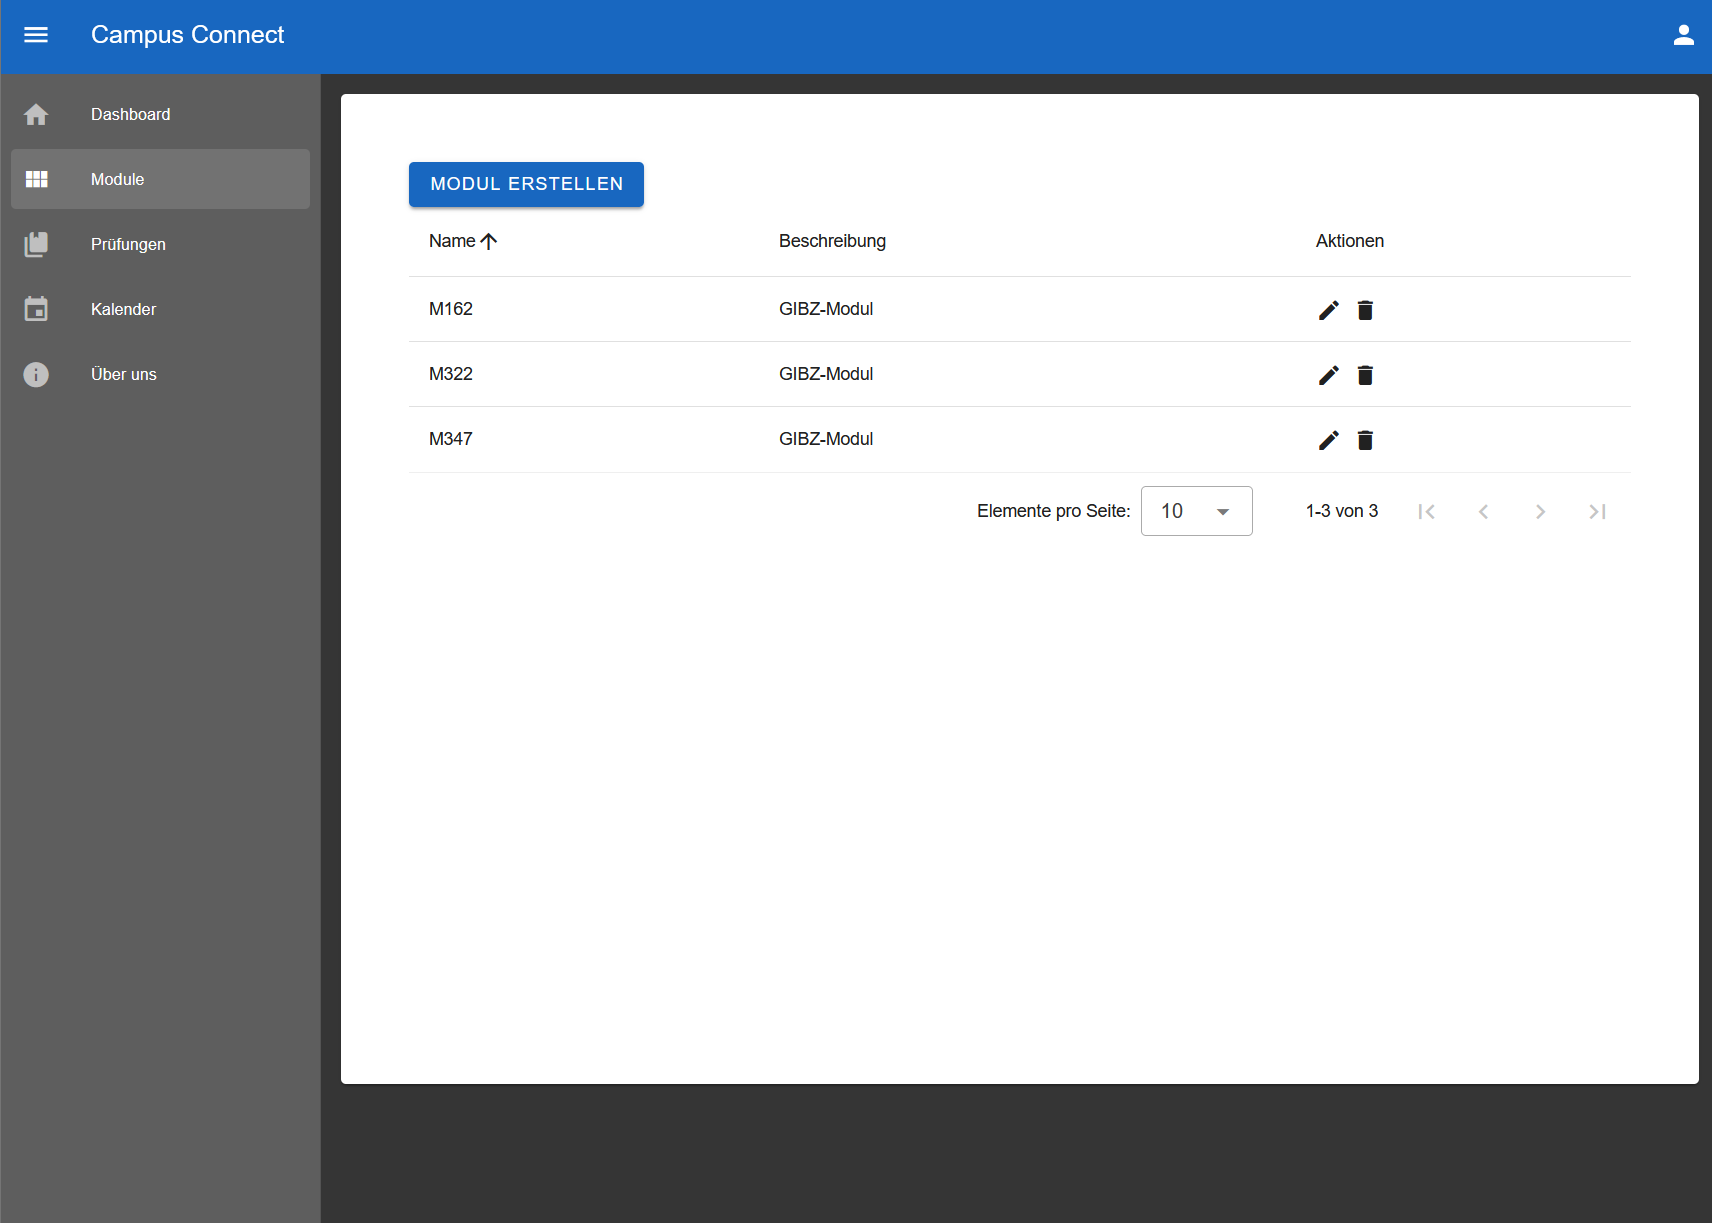 Campus Connect
Dashboard
Module
Prüfungen
Kalender
Über uns
MODUL ERSTELLEN
Name Beschreibung Aktionen
M162 GIBZ-Modul
M322 GIBZ-Modul
M347 GIBZ-Modul
Elemente pro Seite: 10 1-3 von 3